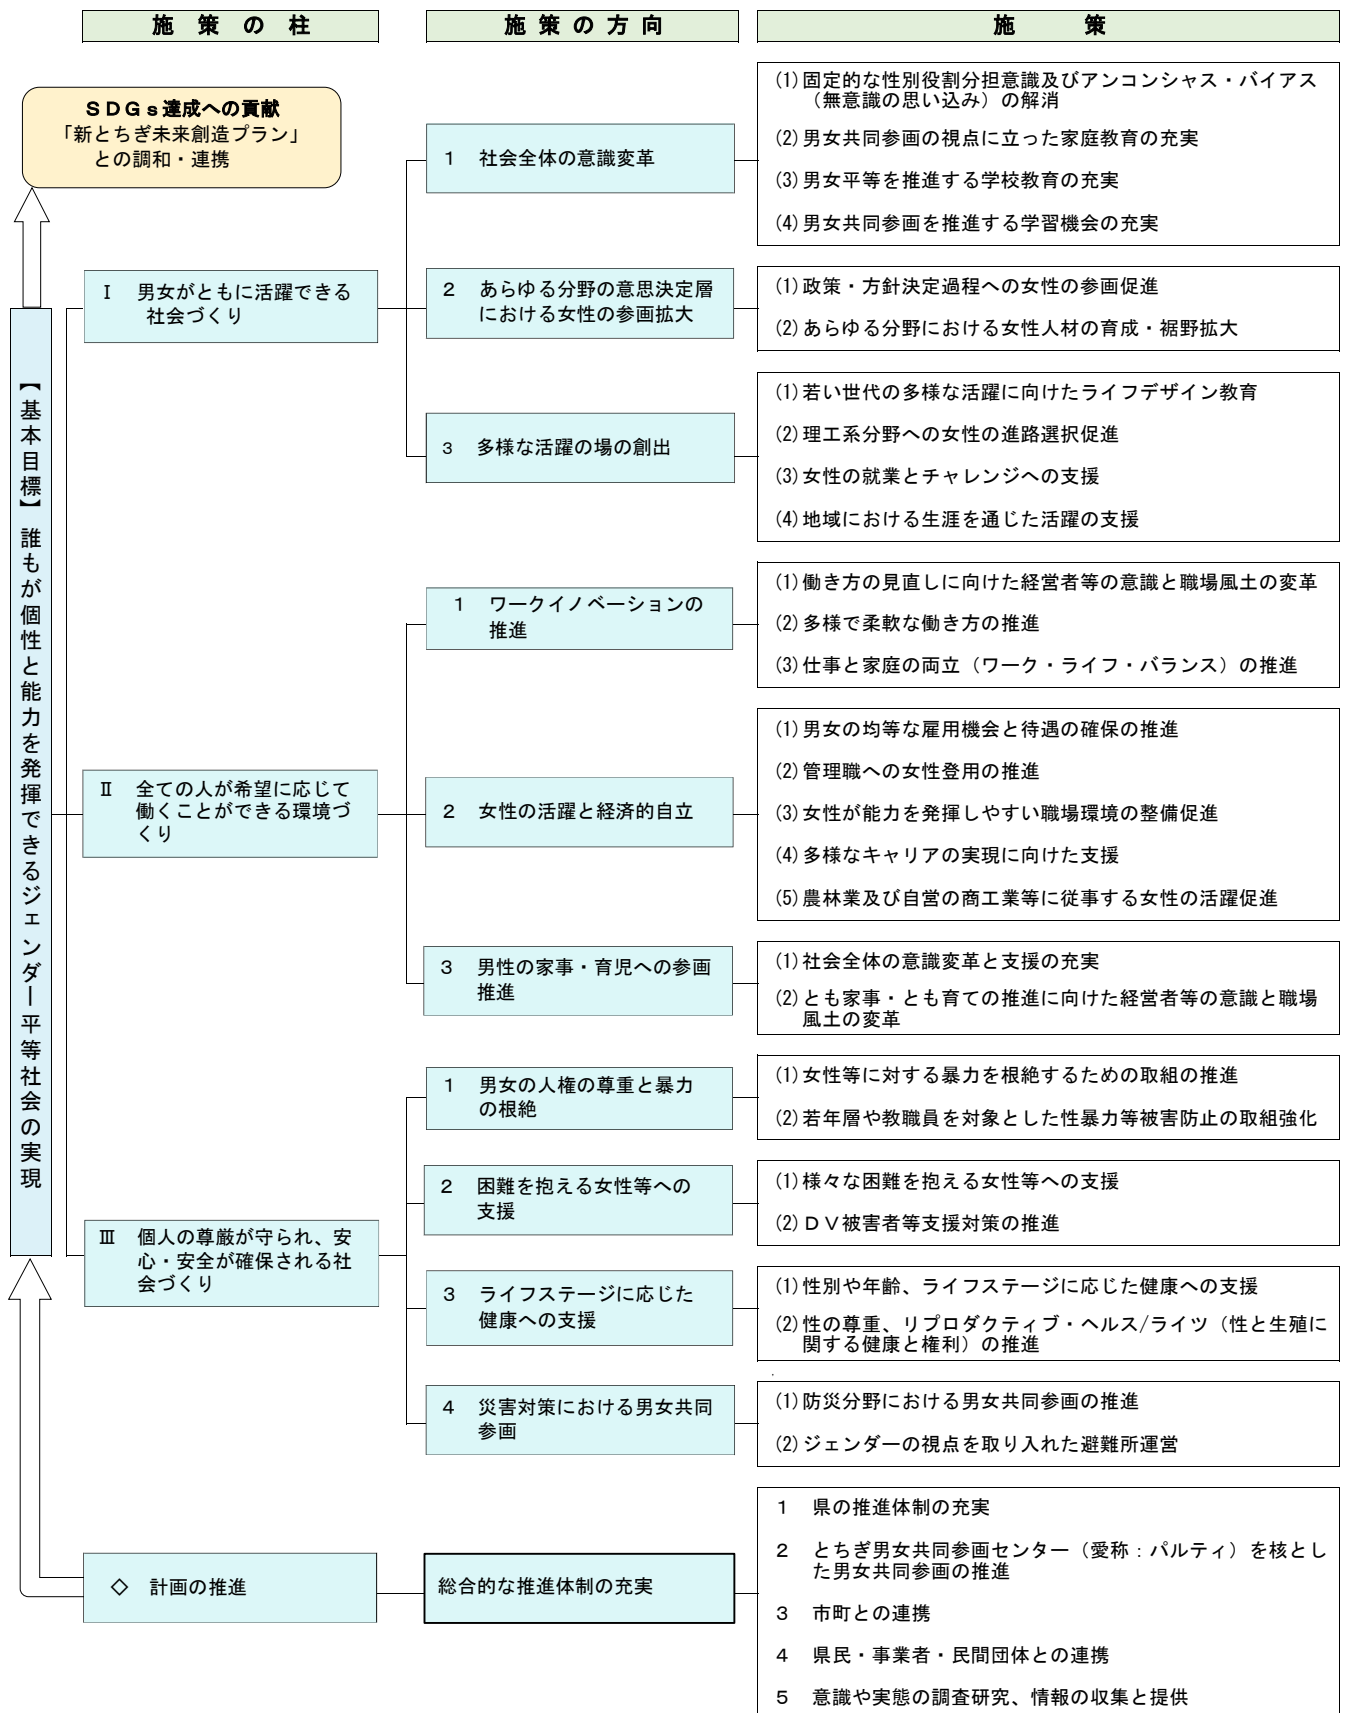 施 策 の 柱
施 策 の 方 向
施 策
ＳＤＧｓ達成への貢献
「新とちぎ未来創造プラン」
との調和・連携
【基本目標】誰もが個性と能力を発揮できるジェンダー平等社会の実現
Ⅰ 男女がともに活躍できる
社会づくり
１ 社会全体の意識変革
(1)固定的な性別役割分担意識及びアンコンシャス・バイアス
（無意識の思い込み）の解消
(2)男女共同参画の視点に立った家庭教育の充実
(3)男女平等を推進する学校教育の充実
(4)男女共同参画を推進する学習機会の充実
２ あらゆる分野の意思決定層
における女性の参画拡大
(1)政策・方針決定過程への女性の参画促進
(2)あらゆる分野における女性人材の育成・裾野拡大
３ 多様な活躍の場の創出
(1)若い世代の多様な活躍に向けたライフデザイン教育
(2)理工系分野への女性の進路選択促進
(3)女性の就業とチャレンジへの支援
(4)地域における生涯を通じた活躍の支援
Ⅱ 全ての人が希望に応じて
働くことができる環境づ
くり
１ ワークイノベーションの
推進
(1)働き方の見直しに向けた経営者等の意識と職場風土の変革
(2)多様で柔軟な働き方の推進
(3)仕事と家庭の両立（ワーク・ライフ・バランス）の推進
２ 女性の活躍と経済的自立
(1)男女の均等な雇用機会と待遇の確保の推進
(2)管理職への女性登用の推進
(3)女性が能力を発揮しやすい職場環境の整備促進
(4)多様なキャリアの実現に向けた支援
(5)農林業及び自営の商工業等に従事する女性の活躍促進
３ 男性の家事・育児への参画
推進
(1)社会全体の意識変革と支援の充実
(2)とも家事・とも育ての推進に向けた経営者等の意識と職場
風土の変革
Ⅲ 個人の尊厳が守られ、安
心・安全が確保される社
会づくり
１ 男女の人権の尊重と暴力
の根絶
(1)女性等に対する暴力を根絶するための取組の推進
(2)若年層や教職員を対象とした性暴力等被害防止の取組強化
２ 困難を抱える女性等への
支援
(1)様々な困難を抱える女性等への支援
(2)ＤＶ被害者等支援対策の推進
３ ライフステージに応じた
健康への支援
(1)性別や年齢、ライフステージに応じた健康への支援
(2)性の尊重、リプロダクティブ・ヘルス/ライツ（性と生殖に
関する健康と権利）の推進
４ 災害対策における男女共同
参画
(1)防災分野における男女共同参画の推進
(2)ジェンダーの視点を取り入れた避難所運営
◇ 計画の推進
総合的な推進体制の充実
１ 県の推進体制の充実
２ とちぎ男女共同参画センター（愛称：パルティ）を核とし
た男女共同参画の推進
３ 市町との連携
４ 県民・事業者・民間団体との連携
５ 意識や実態の調査研究、情報の収集と提供